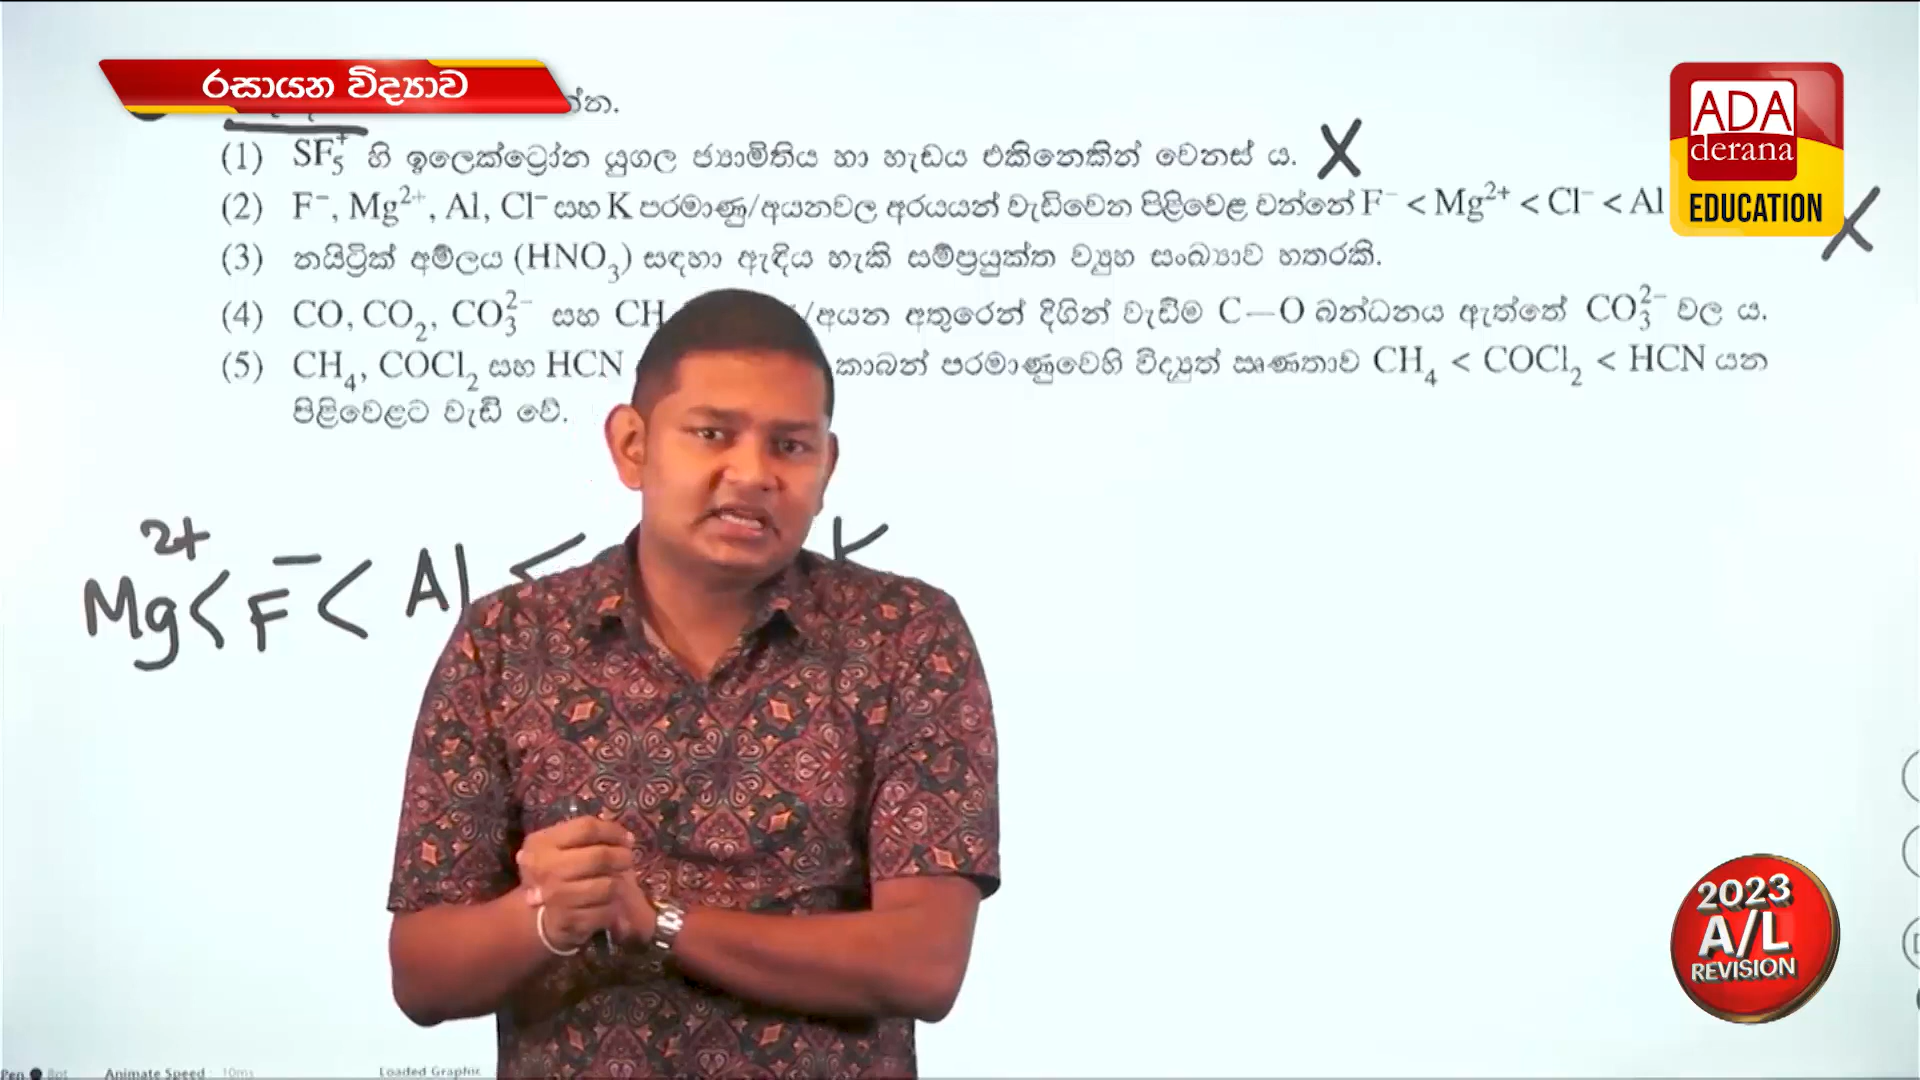 රසායන විද්‍යාව
ADA
derana
EDUCATION
(1) SF₅⁺ හි ඉලෙක්ට්‍රෝන යුගල ජ්‍යාමිතිය හා හැඩය එකිනෙකින් වෙනස් ය. X
(2) F⁻, Mg²⁺, Al, Cl⁻ සහ K පරමාණු/අයනවල අරයයන් වැඩිවෙන පිළිවෙළ වන්නේ F⁻ < Mg²⁺ < Cl⁻ < Al X
(3) නයිට්‍රික් අම්ලය (HNO₃) සඳහා ඇඳිය හැකි සම්ප්‍රයුක්ත ව්‍යුහ සංඛ්‍යාව හතරකි.
(4) CO, CO₂, CO₃²⁻ සහ CH /අයන අතුරෙන් දිගින් වැඩිම C—O බන්ධනය ඇත්තේ CO₃²⁻ වල ය.
(5) CH₄, COCl₂ සහ HCN කාබන් පරමාණුවෙහි විද්‍යුත් සෘණතාව CH₄ < COCl₂ < HCN යන
පිළිවෙළට වැඩි වේ.
Mg²⁺ < F⁻ < Al < K
2023
A/L
REVISION
Pen 8pt Animate Speed 10ms Loaded Graphic